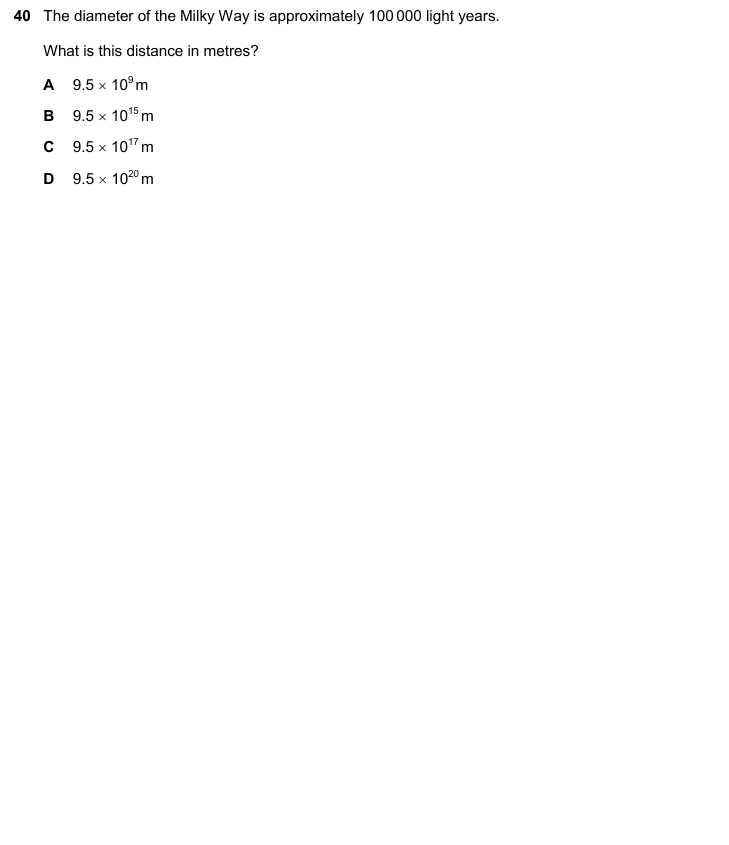 40 The diameter of the Milky Way is approximately 100 000 light years.
What is this distance in metres?
A 9.5 × 10⁹ m
B 9.5 × 10¹⁵ m
C 9.5 × 10¹⁷ m
D 9.5 × 10²⁰ m